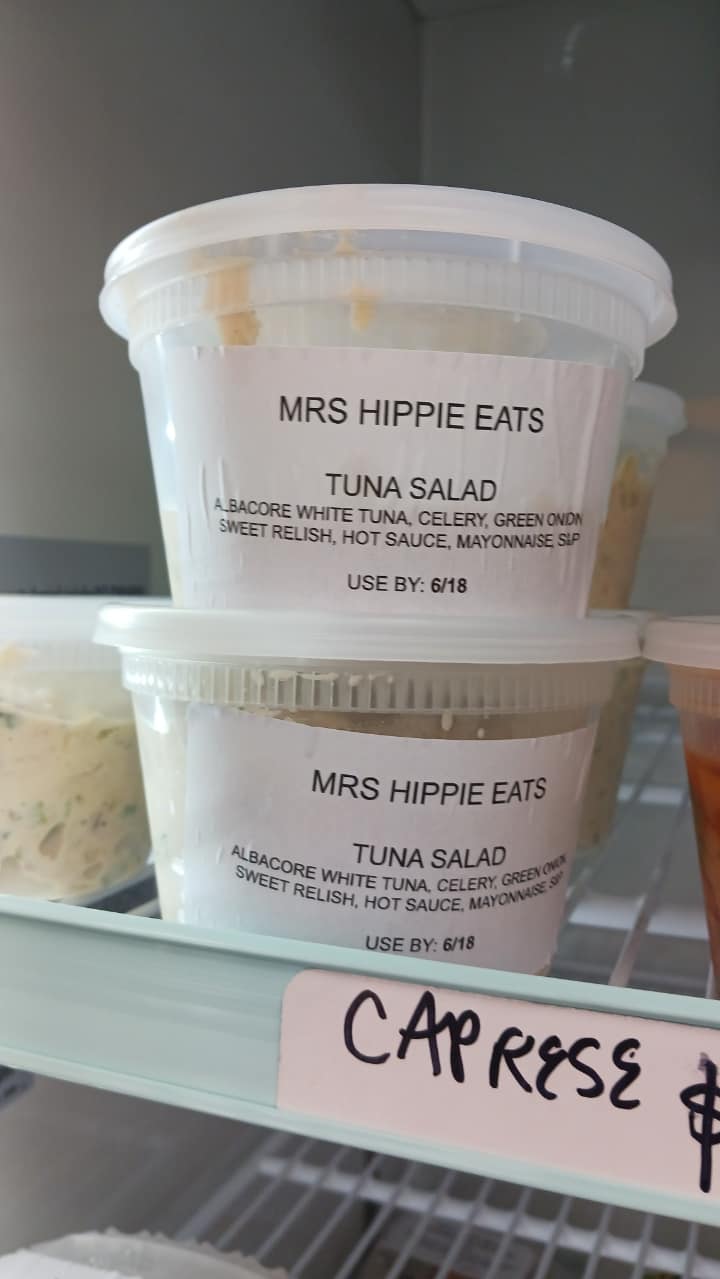 MRS HIPPIE EATS
TUNA SALAD
ALBACORE WHITE TUNA, CELERY, GREEN ONION
SWEET RELISH, HOT SAUCE, MAYONNAISE, S&P
USE BY: 6/18
MRS HIPPIE EATS
TUNA SALAD
ALBACORE WHITE TUNA, CELERY, GREEN ONION
SWEET RELISH, HOT SAUCE, MAYONNAISE, S&P
USE BY: 6/18
CAPRESE $